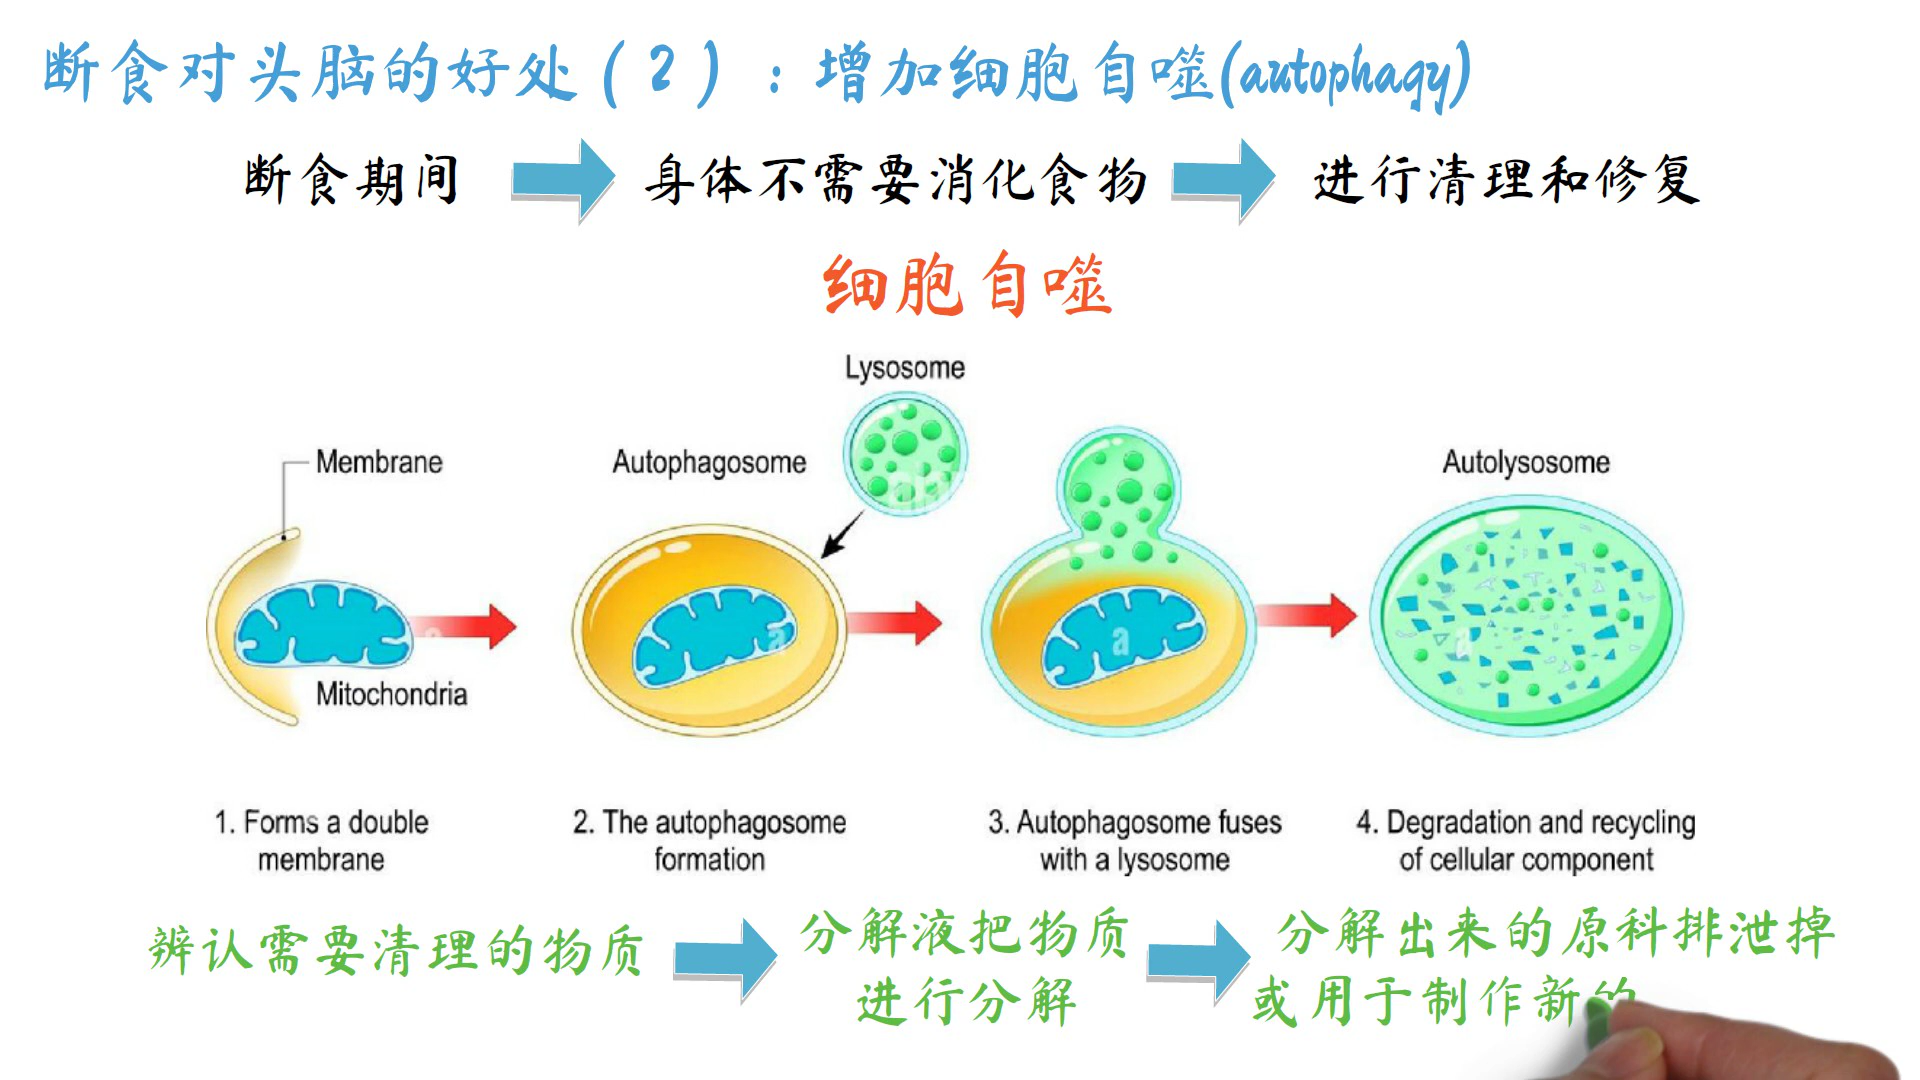 断食对头脑的好处（2）：增加细胞自噬(autophagy)
断食期间 身体不需要消化食物 进行清理和修复
细胞自噬
Lysosome
Membrane
Autophagosome
Autolysosome
Mitochondria
1. Forms a double
membrane
2. The autophagosome
formation
3. Autophagosome fuses
with a lysosome
4. Degradation and recycling
of cellular component
辨认需要清理的物质
分解液把物质
进行分解
分解出来的原料排泄掉
或用于制作新的